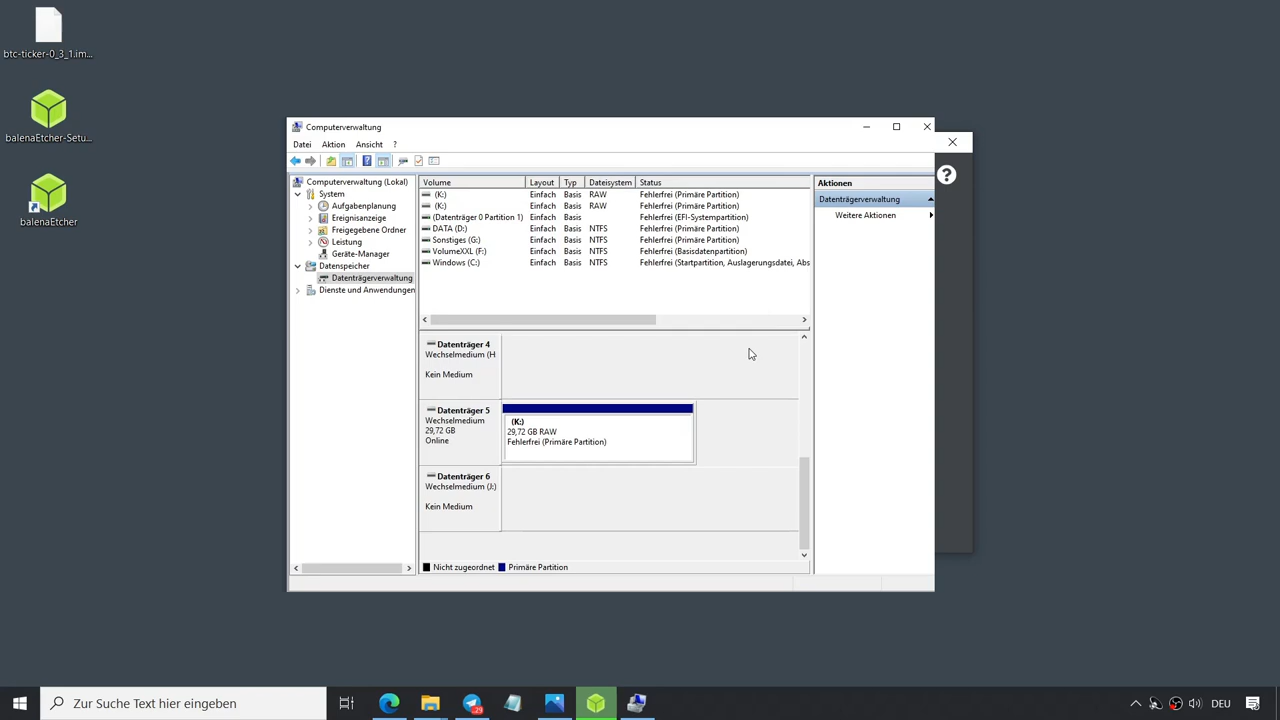 btc-ticker-0_3_1.im...
balenaEtcher-Setu...
balenaEtcher
Computerverwaltung
Datei Aktion Ansicht ?
Computerverwaltung (Lokal)
System
Aufgabenplanung
Ereignisanzeige
Freigegebene Ordner
Leistung
Geräte-Manager
Datenspeicher
Datenträgerverwaltung
Dienste und Anwendungen
Volume Layout Typ Dateisystem Status
(K:) Einfach Basis RAW Fehlerfrei (Primäre Partition)
(K:) Einfach Basis RAW Fehlerfrei (Primäre Partition)
(Datenträger 0 Partition 1) Einfach Basis Fehlerfrei (EFI-Systempartition)
DATA (D:) Einfach Basis NTFS Fehlerfrei (Primäre Partition)
Sonstiges (G:) Einfach Basis NTFS Fehlerfrei (Primäre Partition)
VolumeXXL (F:) Einfach Basis NTFS Fehlerfrei (Basisdatenpartition)
Windows (C:) Einfach Basis NTFS Fehlerfrei (Startpartition, Auslagerungsdatei, Abs
Datenträger 4
Wechselmedium (H
Kein Medium
Datenträger 5
Wechselmedium
29,72 GB
Online
(K:)
29,72 GB RAW
Fehlerfrei (Primäre Partition)
Datenträger 6
Wechselmedium (J:)
Kein Medium
Nicht zugeordnet Primäre Partition
Aktionen
Datenträgerverwaltung
Weitere Aktionen
?
Zur Suche Text hier eingeben
29
DEU